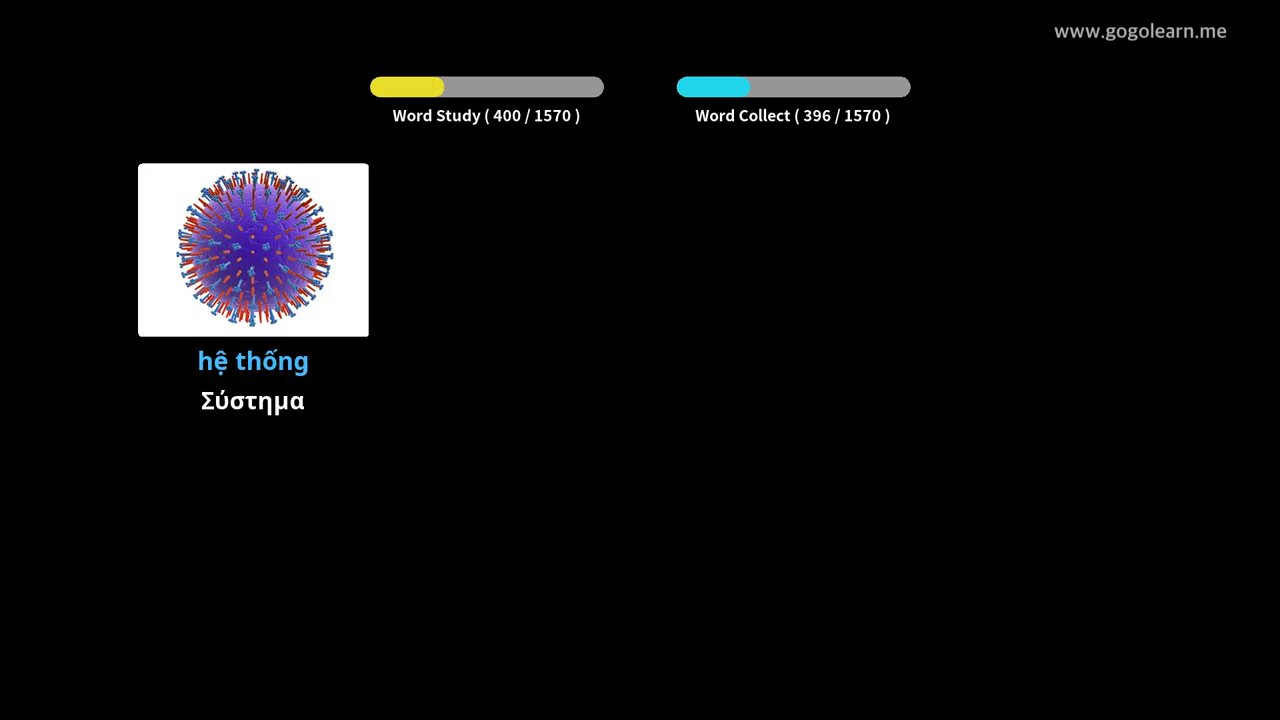 www.gogolearn.me
Word Study ( 400 / 1570 )
Word Collect ( 396 / 1570 )
hệ thống
Σύστημα